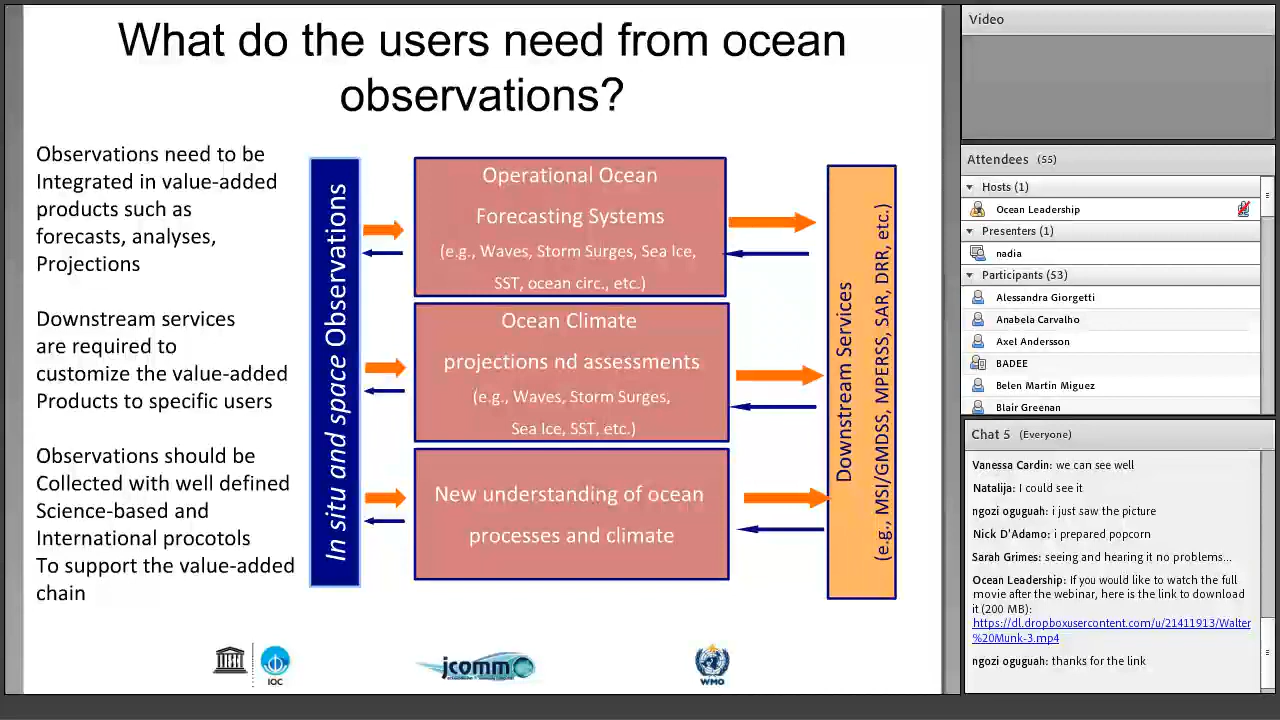 What do the users need from ocean
observations?
Observations need to be
Integrated in value-added
products such as
forecasts, analyses,
Projections
Downstream services
are required to
customize the value-added
Products to specific users
Observations should be
Collected with well defined
Science-based and
International procotols
To support the value-added
chain
In situ and space Observations
Operational Ocean
Forecasting Systems
(e.g., Waves, Storm Surges, Sea Ice,
SST, ocean circ., etc.)
Ocean Climate
projections nd assessments
(e.g., Waves, Storm Surges,
Sea Ice, SST, etc.)
New understanding of ocean
processes and climate
Downstream Services
(e.g., MSI/GMDSS, MPERSS, SAR, DRR, etc.)
IOC
jcomm
WMO
Video
Attendees (55)
Hosts (1)
Ocean Leadership
Presenters (1)
nadia
Participants (53)
Alessandra Giorgetti
Anabela Carvalho
Axel Andersson
BADEE
Belen Martin Miguez
Blair Greenan
Chat 5 (Everyone)
Vanessa Cardin: we can see well
Natalija: I could see it
ngozi oguguah: i just saw the picture
Nick D'Adamo: i prepared popcorn
Sarah Grimes: seeing and hearing it no problems...
Ocean Leadership: If you would like to watch the full
movie after the webinar, here is the link to download
it (200 MB):
https://dl.dropboxusercontent.com/u/21411913/Walter
%20Munk-3.mp4
ngozi oguguah: thanks for the link